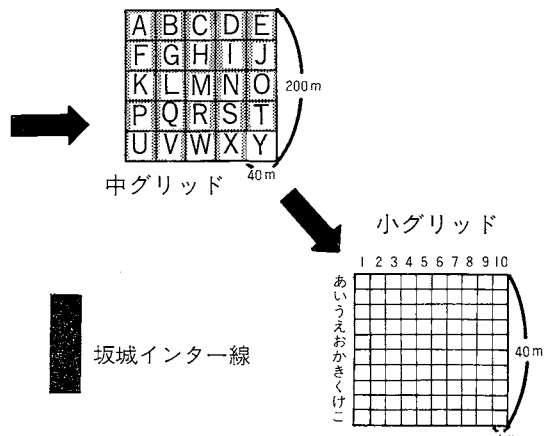 A B C D E
F G H I J
K L M N O
P Q R S T
U V W X Y
200m
40m
中グリッド
小グリッド
1 2 3 4 5 6 7 8 9 10
あ
い
う
え
お
か
き
く
け
こ
40m
坂城インター線